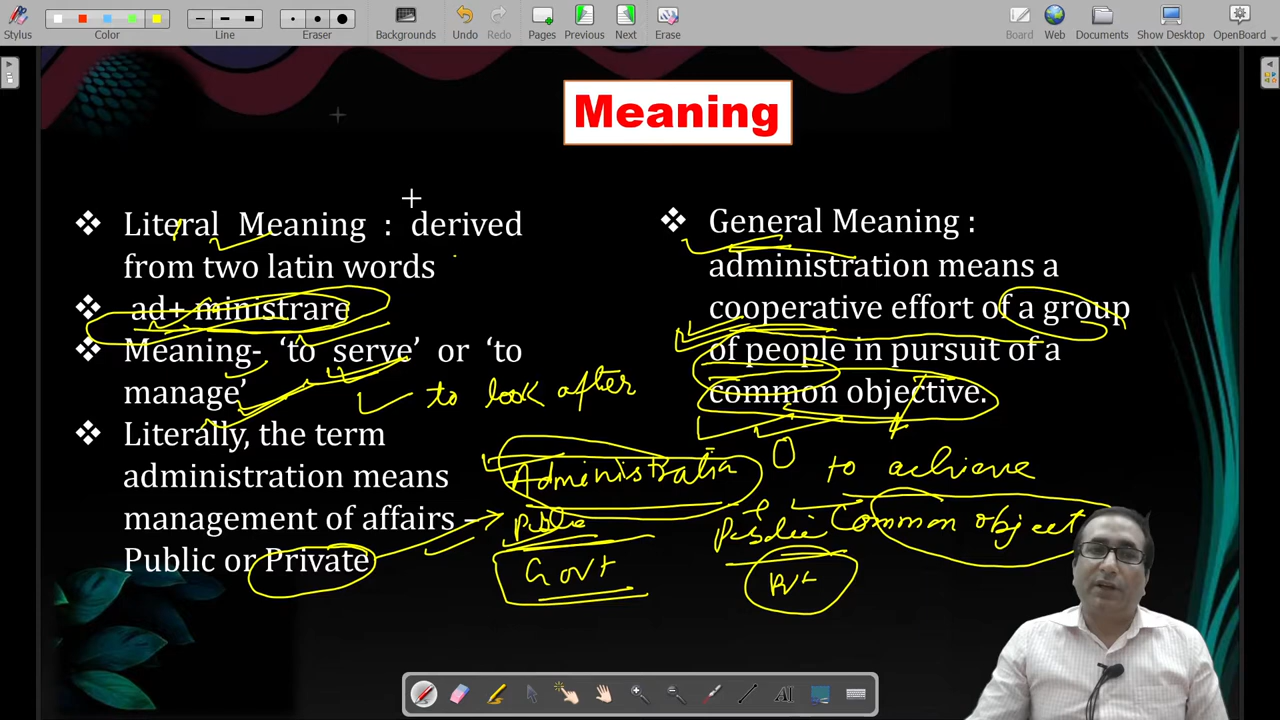 Stylus
Color
Line
Eraser
Backgrounds
Undo
Redo
Pages
Previous
Next
Erase
Board
Web
Documents
Show Desktop
OpenBoard
Meaning
❖ Literal Meaning : derived
from two latin words
❖ ad+ ministrare
❖ Meaning- ‘to serve’ or ‘to
manage’
to look after
❖ Literally, the term
administration means
management of affairs –
Public or Private
❖ General Meaning :
administration means a
cooperative effort of a group
of people in pursuit of a
common objective.
to achieve
Common object
Public
Govt
Pvt